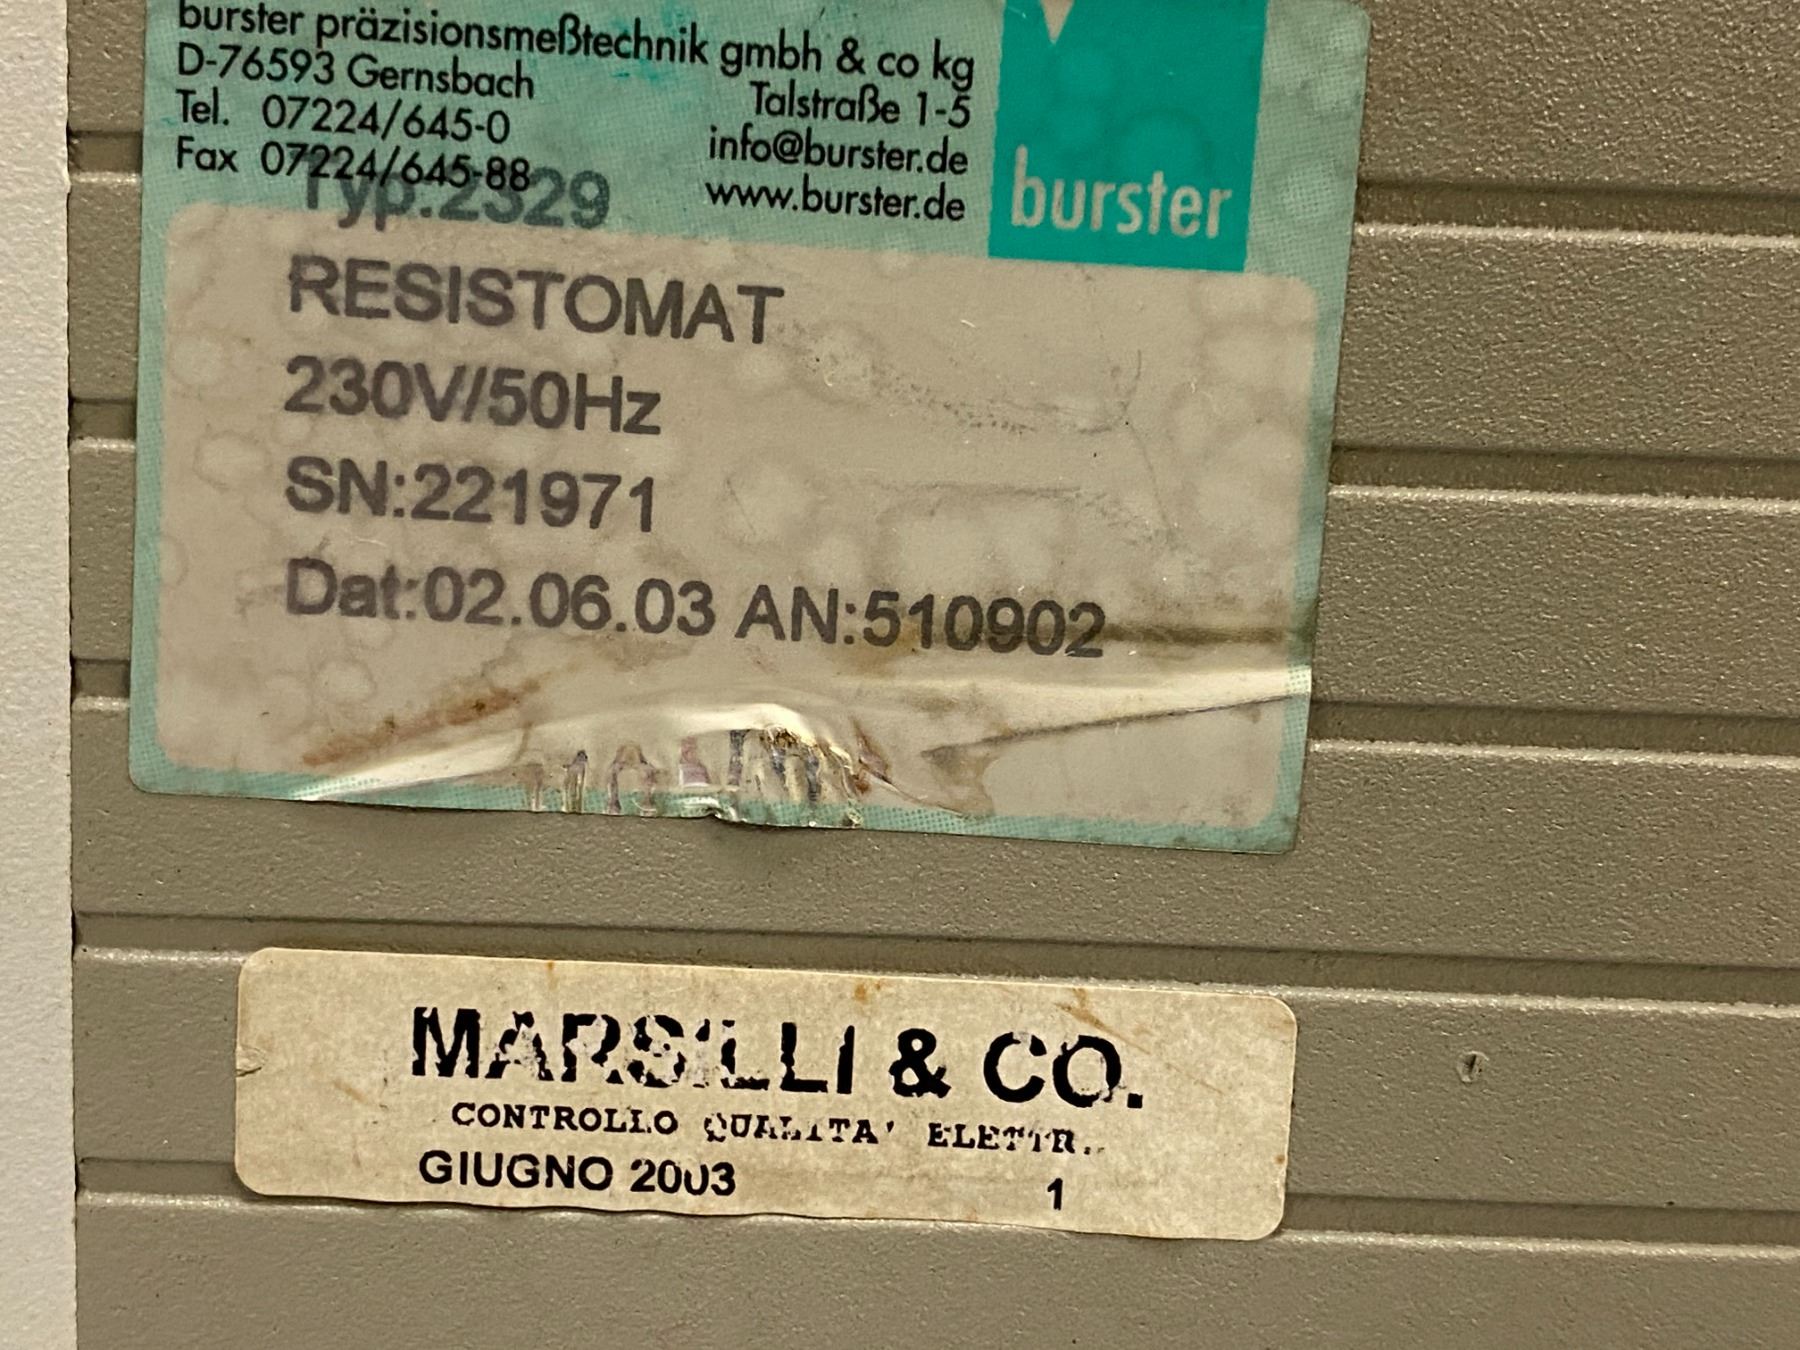 burster präzisionsmeßtechnik gmbh & co kg
D-76593 Gernsbach
Talstraße 1-5
Tel. 07224/645-0
info@burster.de
Fax 07224/645-88
www.burster.de
burster
Typ.:2329
RESISTOMAT
230V/50Hz
SN:221971
Dat:02.06.03 AN:510902
MARSILLI & CO.
CONTROLLO QUALITA' ELETTR.
GIUGNO 2003 1